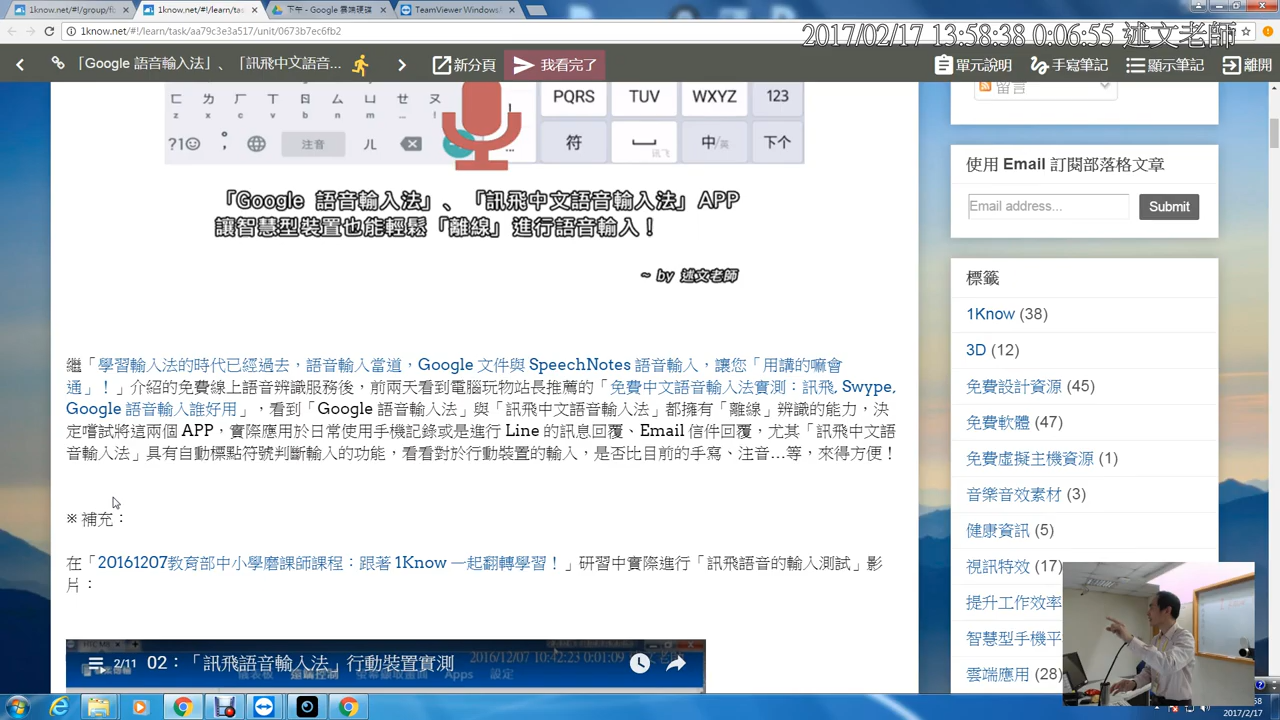 1know.net/#!/group/f
1know.net/#!/learn/ta
下午 - Google 雲端硬碟
TeamViewer Windows
1know.net/#!/learn/task/aa79c3e3a517/unit/0673b7ec6fb2
2017/02/17 13:58:38 0:06:55 述文老師
「Google 語音輸入法」、「訊飛中文語音...
新分頁
我看完了
單元說明
手寫筆記
顯示筆記
離開
ㄈ ㄌ ㄏ ㄒ ㄖ ㄙ ㄩ ㄝ ㄡ
z x c v b n m
PQRS TUV WXYZ 123
?1☺ 注音 ㄦ
符 訊飞 中/英 下个
「Google 語音輸入法」、「訊飛中文語音輸入法」APP
讓智慧型裝置也能輕鬆「離線」進行語音輸入！
~ by 述文老師
繼「學習輸入法的時代已經過去，語音輸入當道，Google 文件與 SpeechNotes 語音輸入，讓您「用講的嘛會
通」！」介紹的免費線上語音辨識服務後，前兩天看到電腦玩物站長推薦的「免費中文語音輸入法實測：訊飛, Swype,
Google 語音輸入誰好用」，看到「Google 語音輸入法」與「訊飛中文語音輸入法」都擁有「離線」辨識的能力，決
定嚐試將這兩個 APP，實際應用於日常使用手機記錄或是進行 Line 的訊息回覆、Email 信件回覆，尤其「訊飛中文語
音輸入法」具有自動標點符號判斷輸入的功能，看看對於行動裝置的輸入，是否比目前的手寫、注音...等，來得方便！
※ 補充：
在「20161207教育部中小學磨課師課程：跟著 1Know 一起翻轉學習！」研習中實際進行「訊飛語音的輸入測試」影
片：
2/11 02：「訊飛語音輸入法」行動裝置實測
2016/12/07 10:42:23 0:01:09
Apps 設定
留言
使用 Email 訂閱部落格文章
Email address...
Submit
標籤
1Know (38)
3D (12)
免費設計資源 (45)
免費軟體 (47)
免費虛擬主機資源 (1)
音樂音效素材 (3)
健康資訊 (5)
視訊特效 (17)
提升工作效率
智慧型手機平
雲端應用 (28)
2017/2/17